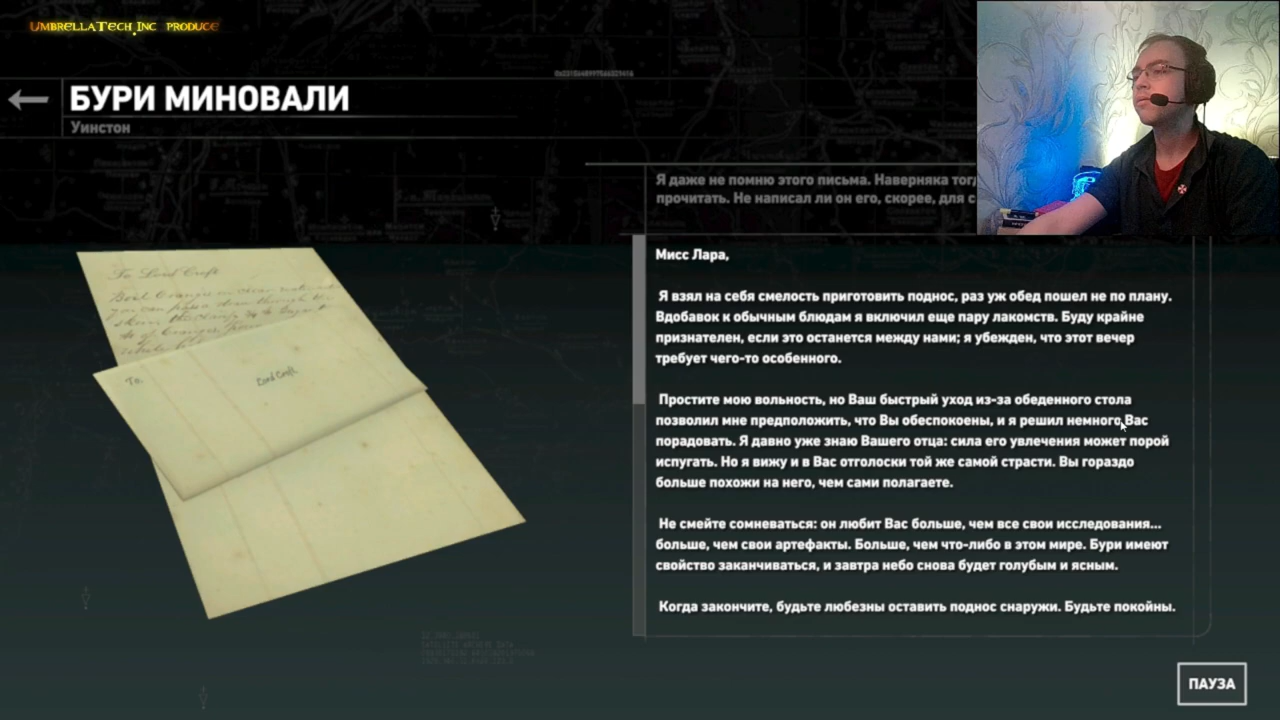 UmbrellaTech.Inc produce
БУРИ МИНОВАЛИ
Уинстон
Я даже не помню этого письма. Наверняка
прочитать. Не написал ли он его, скорее, для
Мисс Лара,
Я взял на себя смелость приготовить поднос, раз уж обед пошел не по плану.
Вдобавок к обычным блюдам я включил еще пару лакомств. Буду крайне
признателен, если это останется между нами; я убежден, что этот вечер
требует чего-то особенного.
Простите мою вольность, но Ваш быстрый уход из-за обеденного стола
позволил мне предположить, что Вы обеспокоены, и я решил немного Вас
порадовать. Я давно уже знаю Вашего отца: сила его увлечения может порой
испугать. Но я вижу и в Вас отголоски той же самой страсти. Вы гораздо
больше похожи на него, чем сами полагаете.
Не смейте сомневаться: он любит Вас больше, чем все свои исследования...
больше, чем свои артефакты. Больше, чем что-либо в этом мире. Бури имеют
свойство заканчиваться, и завтра небо снова будет голубым и ясным.
Когда закончите, будьте любезны оставить поднос снаружи. Будьте покойны.
To Lord Croft
To:
Lord Croft
ПАУЗА